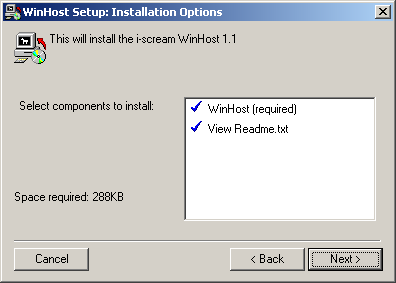 WinHost Setup: Installation Options
This will install the i-scream WinHost 1.1
Select components to install:
WinHost (required)
View Readme.txt
Space required: 288KB
Cancel
< Back
Next >